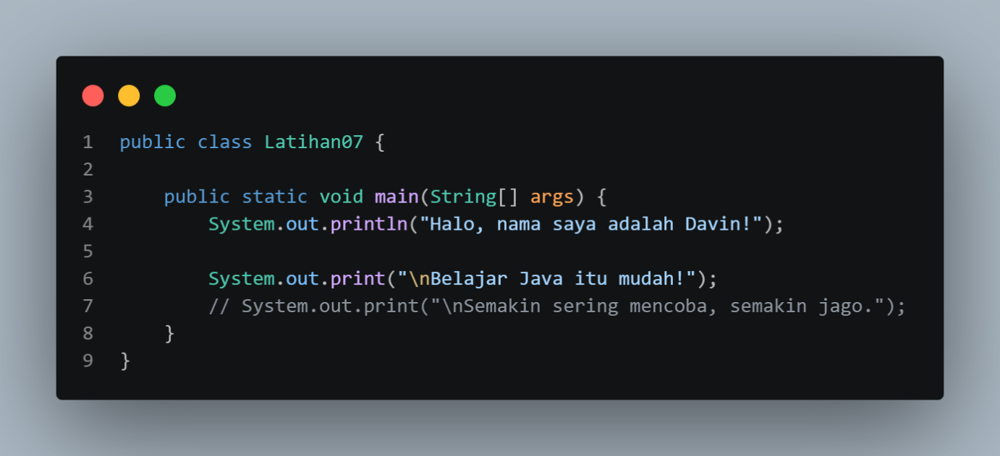 1 public class Latihan07 {
2
3     public static void main(String[] args) {
4         System.out.println("Halo, nama saya adalah Davin!");
5
6         System.out.print("\nBelajar Java itu mudah!");
7         // System.out.print("\nSemakin sering mencoba, semakin jago.");
8     }
9 }